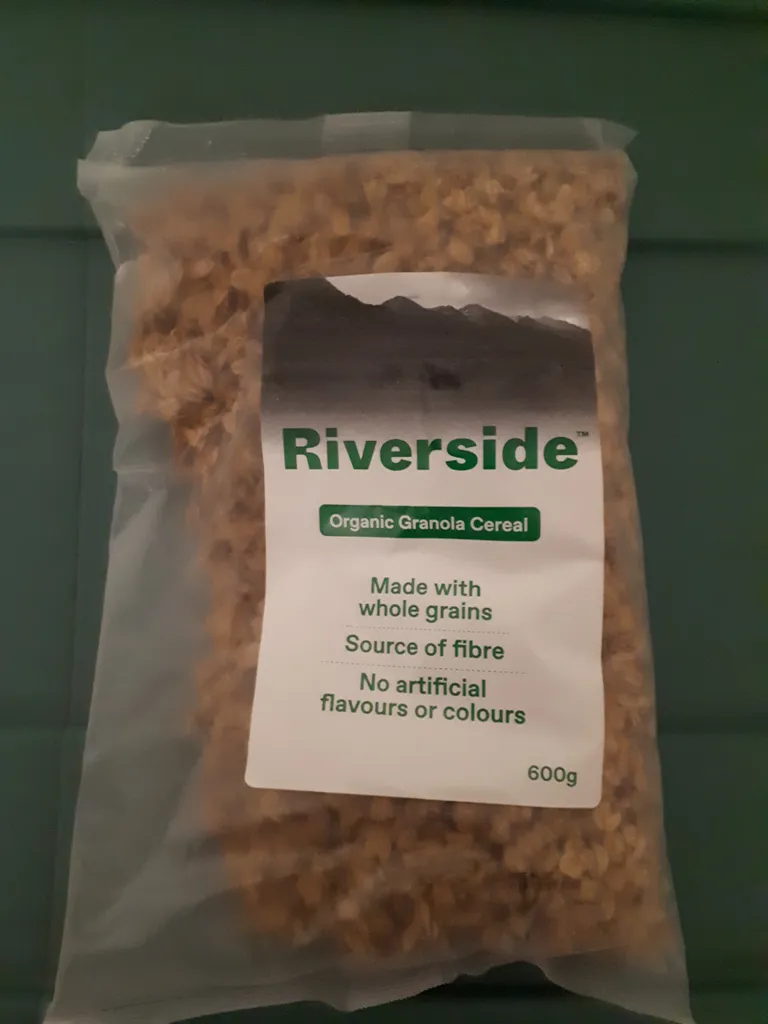 Riverside™
Organic Granola Cereal
Made with
whole grains
Source of fibre
No artificial
flavours or colours
600g